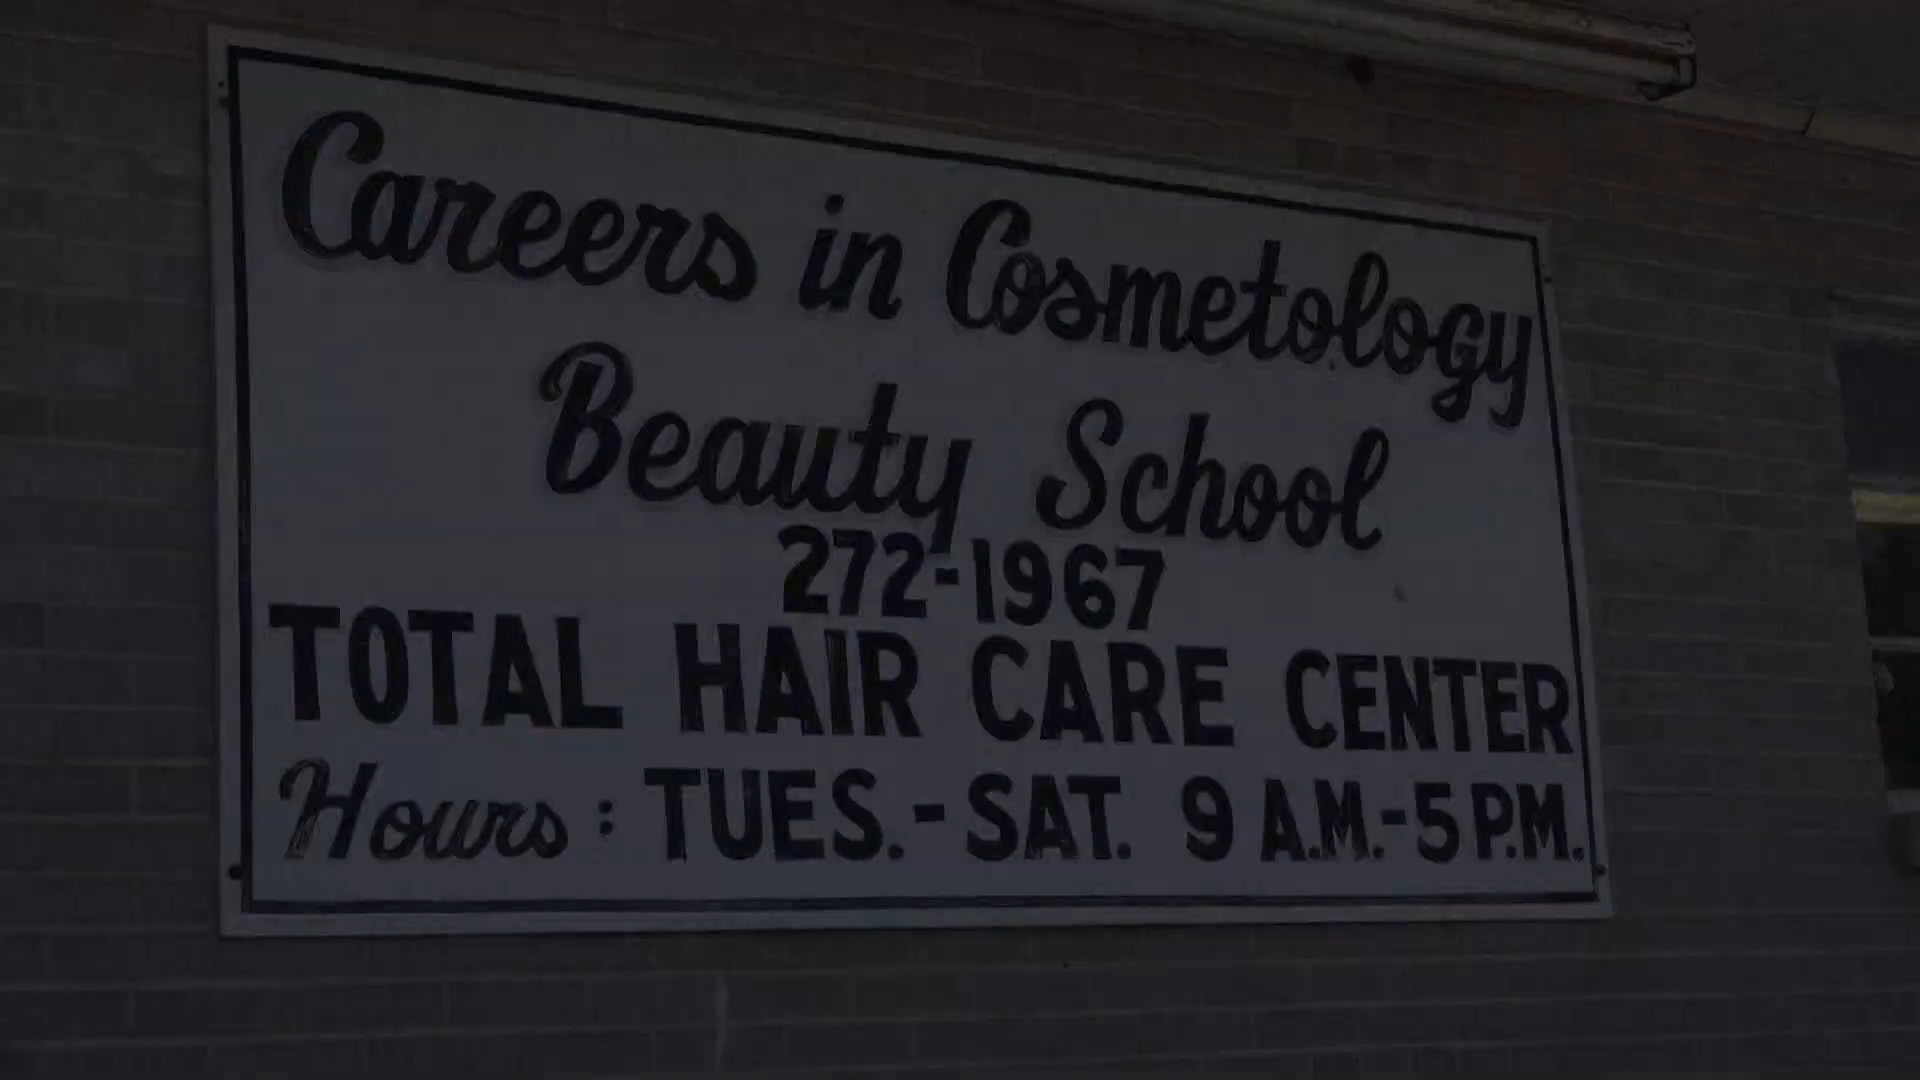 Careers in Cosmetology
Beauty School
272-1967
TOTAL HAIR CARE CENTER
Hours: TUES.-SAT. 9 A.M.-5 P.M.